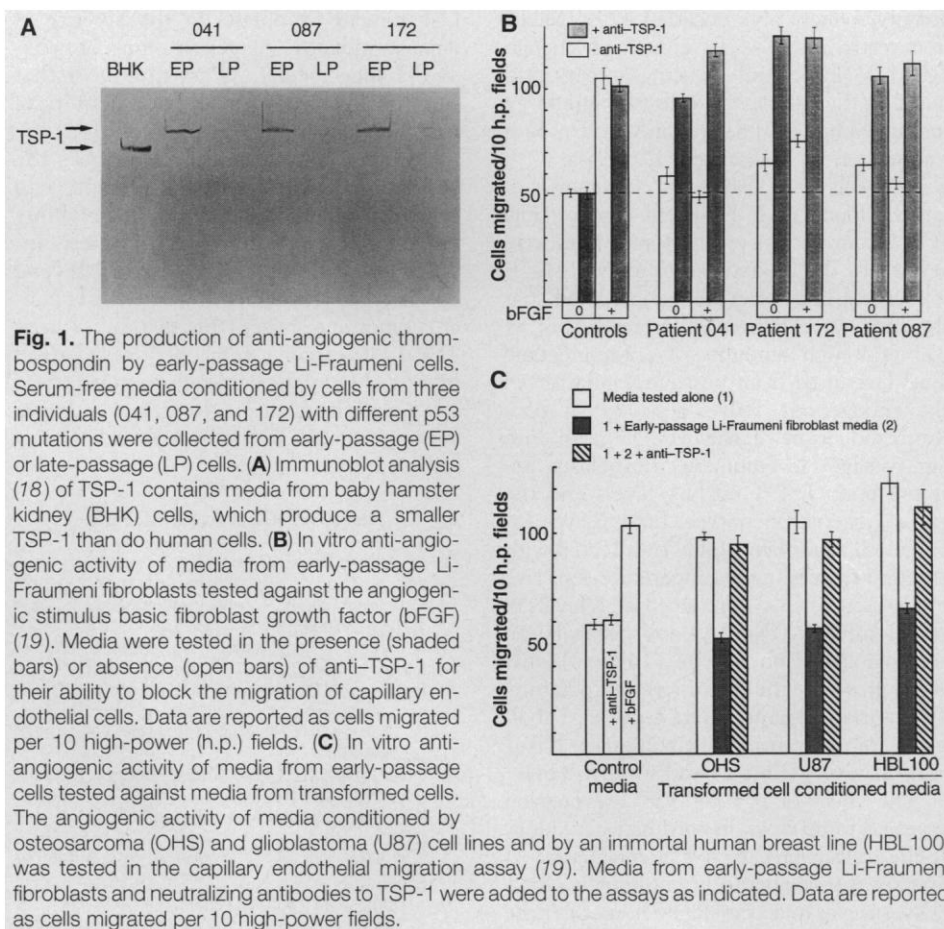 A
041 087 172
BHK EP LP EP LP EP LP
TSP-1
B
+ anti–TSP-1
- anti–TSP-1
Cells migrated/10 h.p. fields
100
50
0
bFGF 0 + 0 + 0 + 0 +
Controls Patient 041 Patient 172 Patient 087
C
Media tested alone (1)
1 + Early-passage Li-Fraumeni fibroblast media (2)
1 + 2 + anti–TSP-1
Cells migrated/10 h.p. fields
100
50
0
+ anti–TSP-1
+ bFGF
Control
media
OHS U87 HBL100
Transformed cell conditioned media
Fig. 1. The production of anti-angiogenic throm-
bospondin by early-passage Li-Fraumeni cells.
Serum-free media conditioned by cells from three
individuals (041, 087, and 172) with different p53
mutations were collected from early-passage (EP)
or late-passage (LP) cells. (A) Immunoblot analysis
(18) of TSP-1 contains media from baby hamster
kidney (BHK) cells, which produce a smaller
TSP-1 than do human cells. (B) In vitro anti-angio-
genic activity of media from early-passage Li-
Fraumeni fibroblasts tested against the angiogen-
ic stimulus basic fibroblast growth factor (bFGF)
(19). Media were tested in the presence (shaded
bars) or absence (open bars) of anti–TSP-1 for
their ability to block the migration of capillary en-
dothelial cells. Data are reported as cells migrated
per 10 high-power (h.p.) fields. (C) In vitro anti-
angiogenic activity of media from early-passage
cells tested against media from transformed cells.
The angiogenic activity of media conditioned by
osteosarcoma (OHS) and glioblastoma (U87) cell lines and by an immortal human breast line (HBL100
was tested in the capillary endothelial migration assay (19). Media from early-passage Li-Fraumen
fibroblasts and neutralizing antibodies to TSP-1 were added to the assays as indicated. Data are reported
as cells migrated per 10 high-power fields.